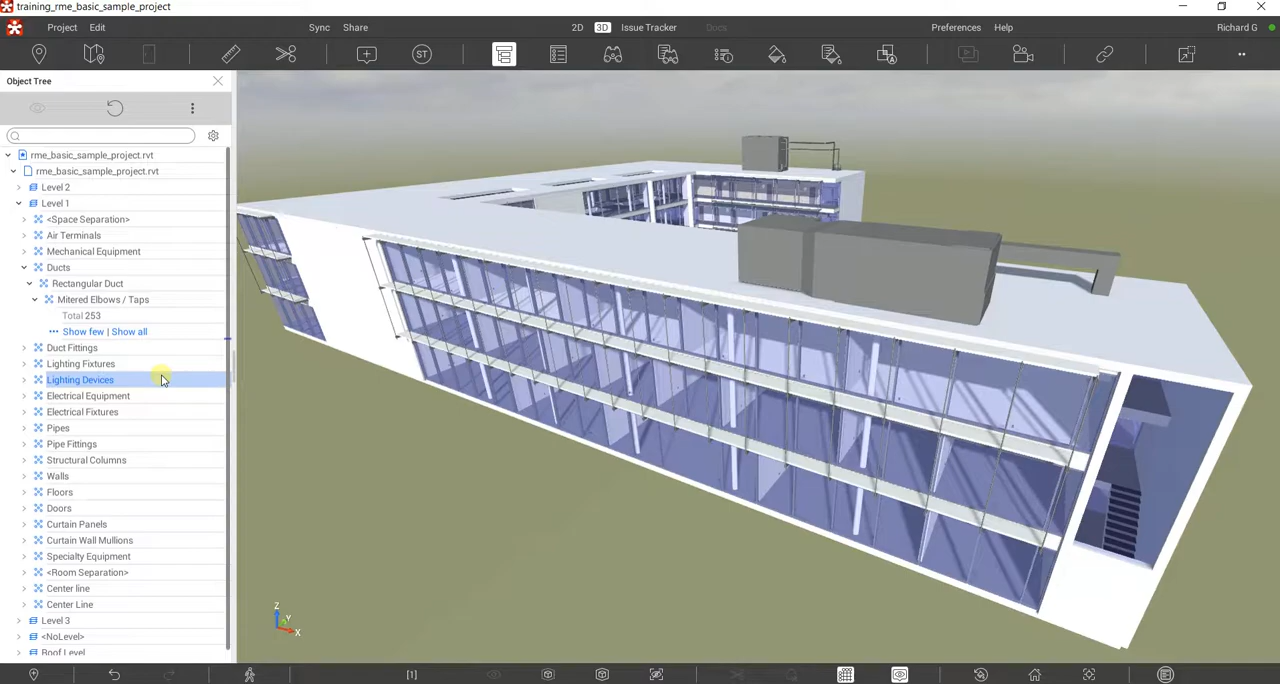 training_rme_basic_sample_project
Project Edit Sync Share 2D 3D Issue Tracker Docs Preferences Help Richard G
ST
Object Tree
rme_basic_sample_project.rvt
rme_basic_sample_project.rvt
Level 2
Level 1
<Space Separation>
Air Terminals
Mechanical Equipment
Ducts
Rectangular Duct
Mitered Elbows / Taps
Total 253
Show few | Show all
Duct Fittings
Lighting Fixtures
Lighting Devices
Electrical Equipment
Electrical Fixtures
Pipes
Pipe Fittings
Structural Columns
Walls
Floors
Doors
Curtain Panels
Curtain Wall Mullions
Specialty Equipment
<Room Separation>
Center line
Center Line
Level 3
<NoLevel>
Roof Level
Z
Y
X
[1]